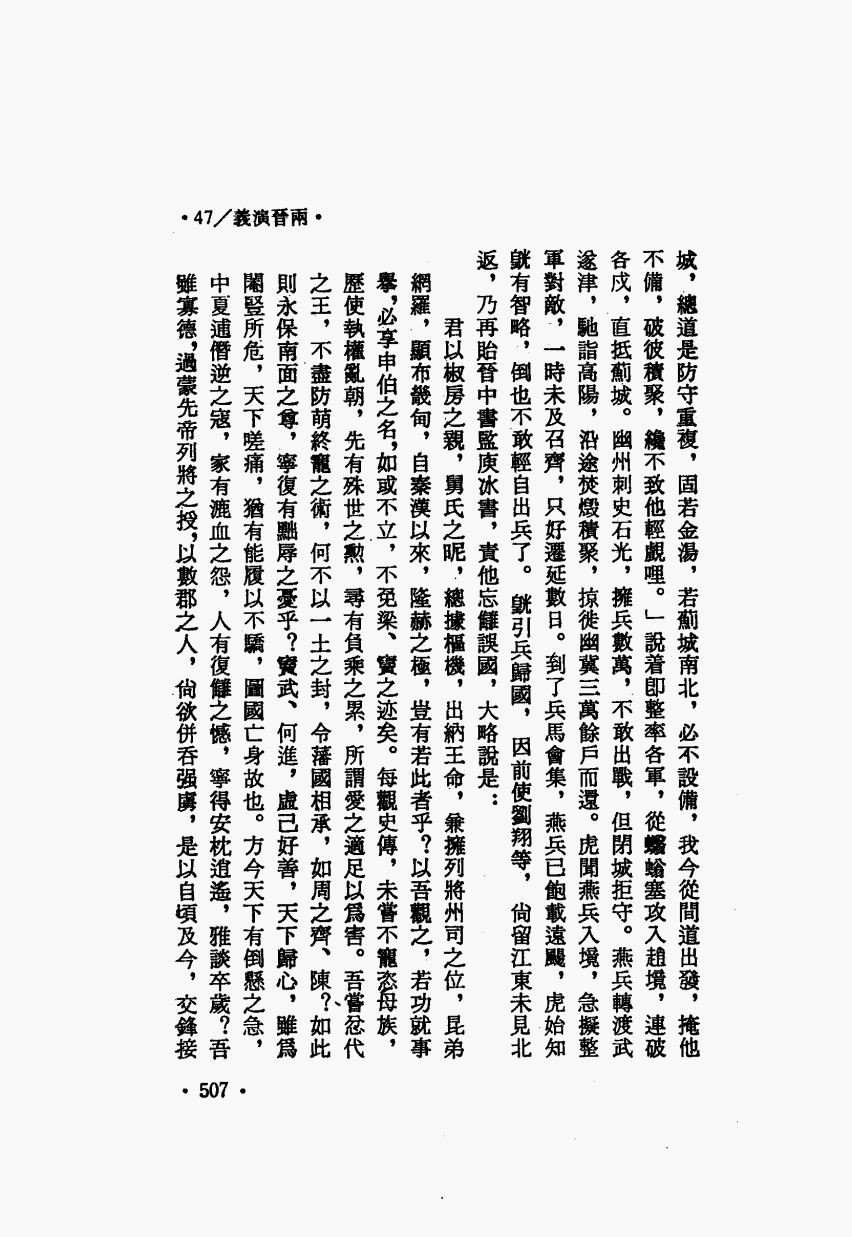 •47／義演晉兩•
城，總道是防守重複，固若金湯，若薊城南北，必不設備，我今從間道出發，掩他
不備，破彼積聚，纔不致他輕覷哩。」說着卽整率各軍，從蠮螉塞攻入趙境，連破
各戍，直抵薊城。幽州刺史石光，擁兵數萬，不敢出戰，但閉城拒守。燕兵轉渡武
遂津，馳詣高陽，沿途焚燬積聚，掠徙幽冀三萬餘戶而還。虎聞燕兵入境，急擬整
軍對敵，一時未及召齊，只好遷延數日。到了兵馬會集，燕兵已飽載遠颺，虎始知
皝有智略，倒也不敢輕自出兵了。皝引兵歸國，因前使劉翔等，尙留江東未見北
返，乃再貽晉中書監庾冰書，責他忘讎誤國，大略說是：
君以椒房之親，舅氏之昵，總據樞機，出納王命，兼擁列將州司之位，昆弟
網羅，顯布畿甸，自秦漢以來，隆赫之極，豈有若此者乎？以吾觀之，若功就事
舉，必享申伯之名，如或不立，不免梁、竇之迹矣。每觀史傳，未嘗不寵恣母族，
歷使執權亂朝，先有殊世之勲，尋有負乘之累，所謂愛之適足以爲害。吾嘗忿代
之王，不盡防萌終寵之術，何不以一土之封，令藩國相承，如周之齊、陳？如此
則永保南面之尊，寧復有黜辱之憂乎？竇武、何進，虛己好善，天下歸心，雖爲
閹豎所危，天下嗟痛，猶有能履以不驕，圖國亡身故也。方今天下有倒懸之急，
中夏逋僭逆之寇，家有漉血之怨，人有復讎之憾，寧得安枕逍遙，雅談卒歲？吾
雖寡德，過蒙先帝列將之授，以數郡之人，尙欲併吞强虜，是以自頃及今，交鋒接
•507•